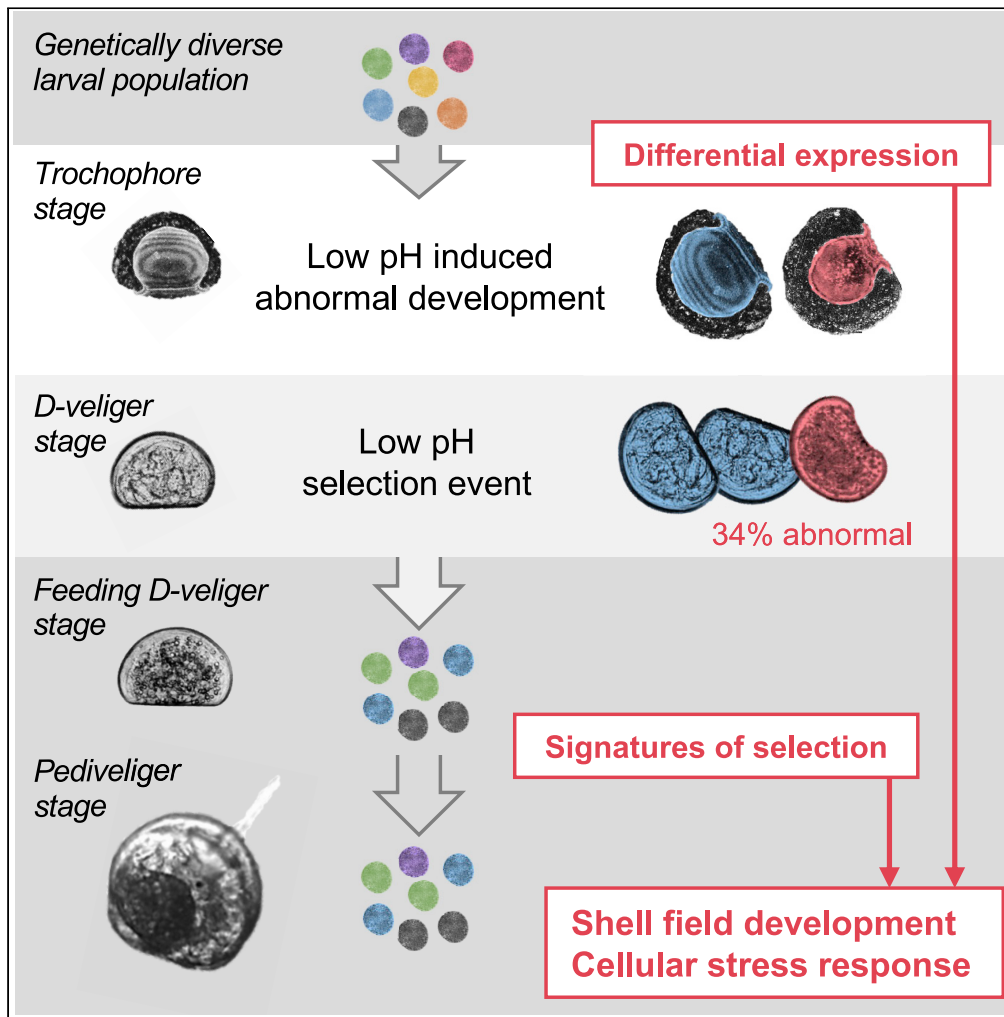 Genetically diverse
larval population
Differential expression
Trochophore
stage
Low pH induced
abnormal development
D-veliger
stage
Low pH
selection event
34% abnormal
Feeding D-veliger
stage
Signatures of selection
Pediveliger
stage
Shell field development
Cellular stress response